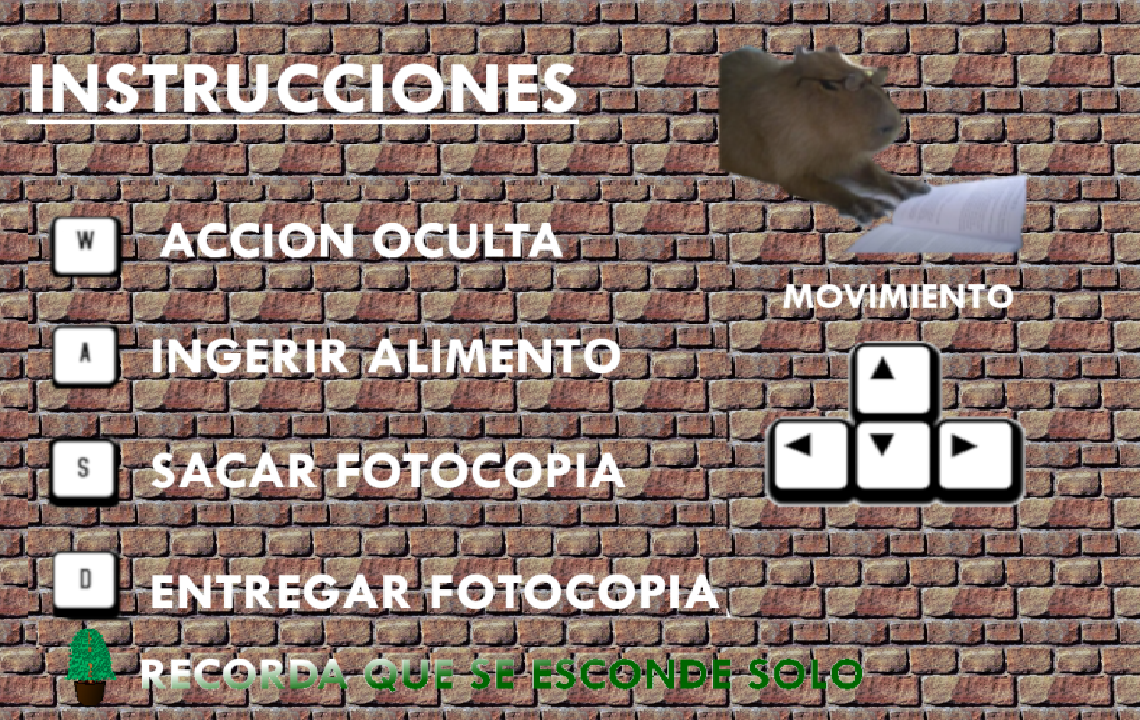 INSTRUCCIONES
W ACCION OCULTA
A INGERIR ALIMENTO
S SACAR FOTOCOPIA
D ENTREGAR FOTOCOPIA
RECORDA QUE SE ESCONDE SOLO
MOVIMIENTO